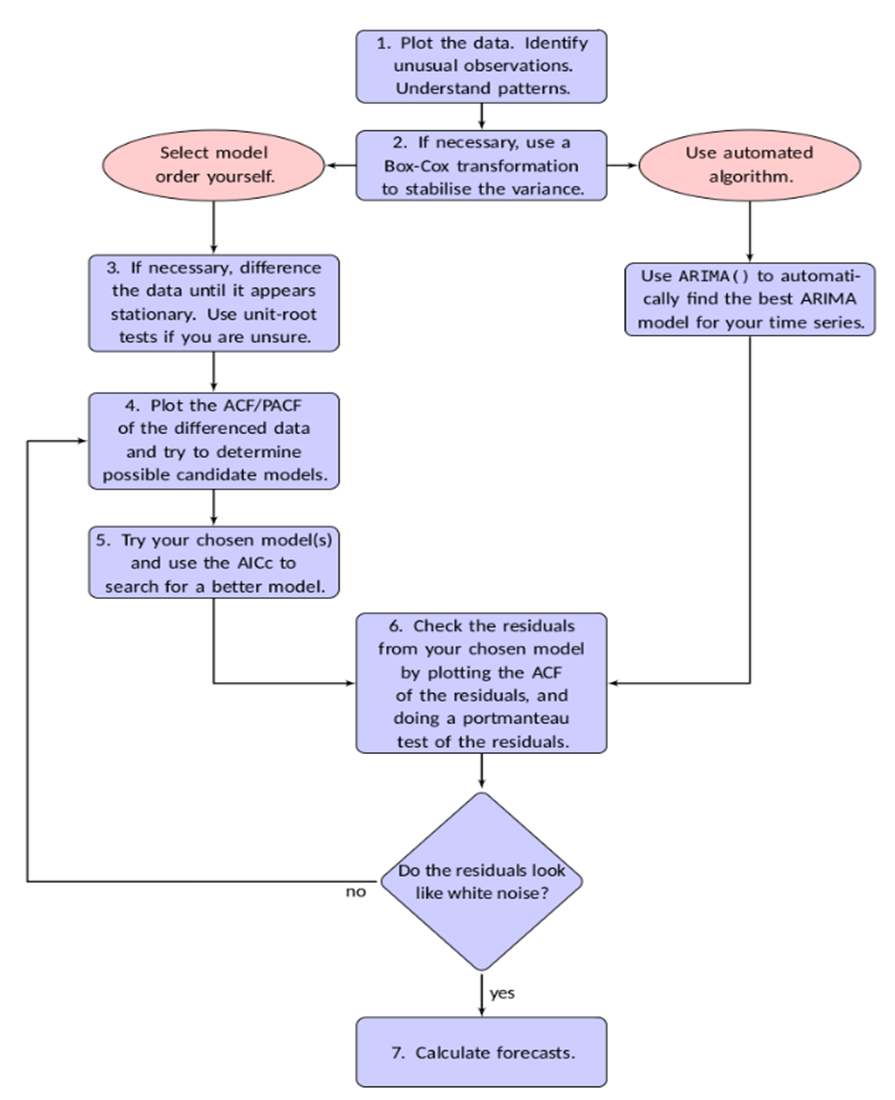 1. Plot the data. Identify
unusual observations.
Understand patterns.
2. If necessary, use a
Box-Cox transformation
to stabilise the variance.
Select model
order yourself.
Use automated
algorithm.
3. If necessary, difference
the data until it appears
stationary. Use unit-root
tests if you are unsure.
Use ARIMA() to automati-
cally find the best ARIMA
model for your time series.
4. Plot the ACF/PACF
of the differenced data
and try to determine
possible candidate models.
5. Try your chosen model(s)
and use the AICc to
search for a better model.
6. Check the residuals
from your chosen model
by plotting the ACF
of the residuals, and
doing a portmanteau
test of the residuals.
Do the residuals look
like white noise?
no
yes
7. Calculate forecasts.